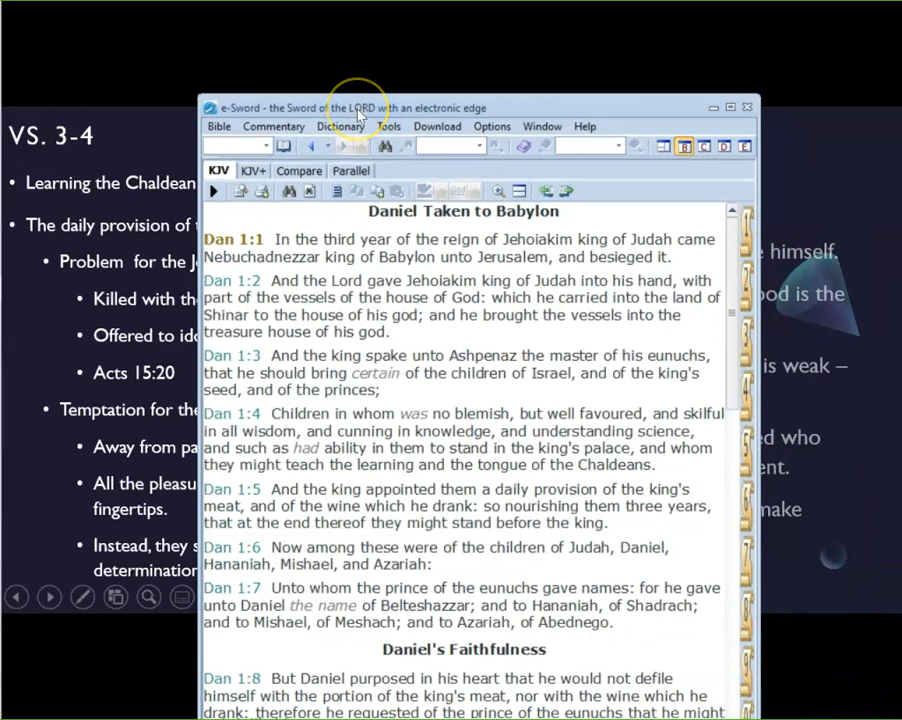 e-Sword - the Sword of the LORD with an electronic edge
Bible Commentary Dictionary Tools Download Options Window Help
B C D E
KJV KJV+ Compare Parallel
Daniel Taken to Babylon
Dan 1:1 In the third year of the reign of Jehoiakim king of Judah came
Nebuchadnezzar king of Babylon unto Jerusalem, and besieged it.
Dan 1:2 And the Lord gave Jehoiakim king of Judah into his hand, with
part of the vessels of the house of God: which he carried into the land of
Shinar to the house of his god; and he brought the vessels into the
treasure house of his god.
Dan 1:3 And the king spake unto Ashpenaz the master of his eunuchs,
that he should bring certain of the children of Israel, and of the king's
seed, and of the princes;
Dan 1:4 Children in whom was no blemish, but well favoured, and skilful
in all wisdom, and cunning in knowledge, and understanding science,
and such as had ability in them to stand in the king's palace, and whom
they might teach the learning and the tongue of the Chaldeans.
Dan 1:5 And the king appointed them a daily provision of the king's
meat, and of the wine which he drank: so nourishing them three years,
that at the end thereof they might stand before the king.
Dan 1:6 Now among these were of the children of Judah, Daniel,
Hananiah, Mishael, and Azariah:
Dan 1:7 Unto whom the prince of the eunuchs gave names: for he gave
unto Daniel the name of Belteshazzar; and to Hananiah, of Shadrach;
and to Mishael, of Meshach; and to Azariah, of Abednego.
Daniel's Faithfulness
Dan 1:8 But Daniel purposed in his heart that he would not defile
himself with the portion of the king's meat, nor with the wine which he
drank: therefore he requested of the prince of the eunuchs that he might
VS. 3-4
• Learning the Chaldean
• The daily provision of
• Problem for the
• Killed with the
• Offered to
• Acts 15:20
• Temptation for the
• Away from
• All the
fingertips.
• Instead, they
determination
himself.
is the
is weak –
who
make